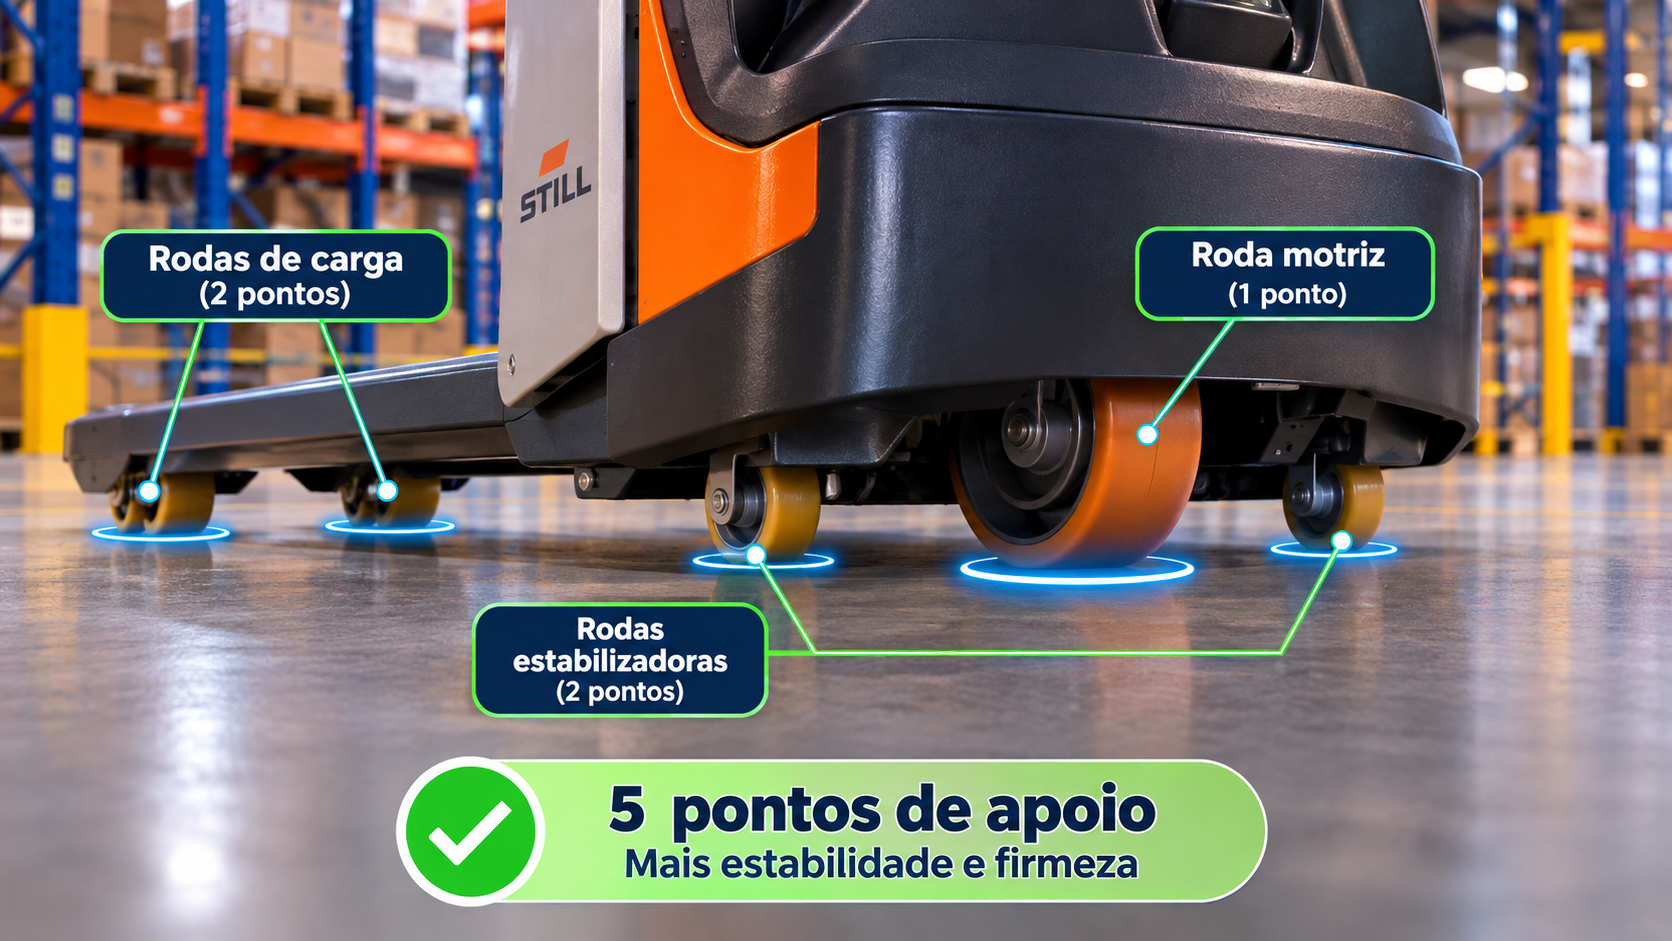 STILL
Rodas de carga
(2 pontos)
Roda motriz
(1 ponto)
Rodas
estabilizadoras
(2 pontos)
5 pontos de apoio
Mais estabilidade e firmeza